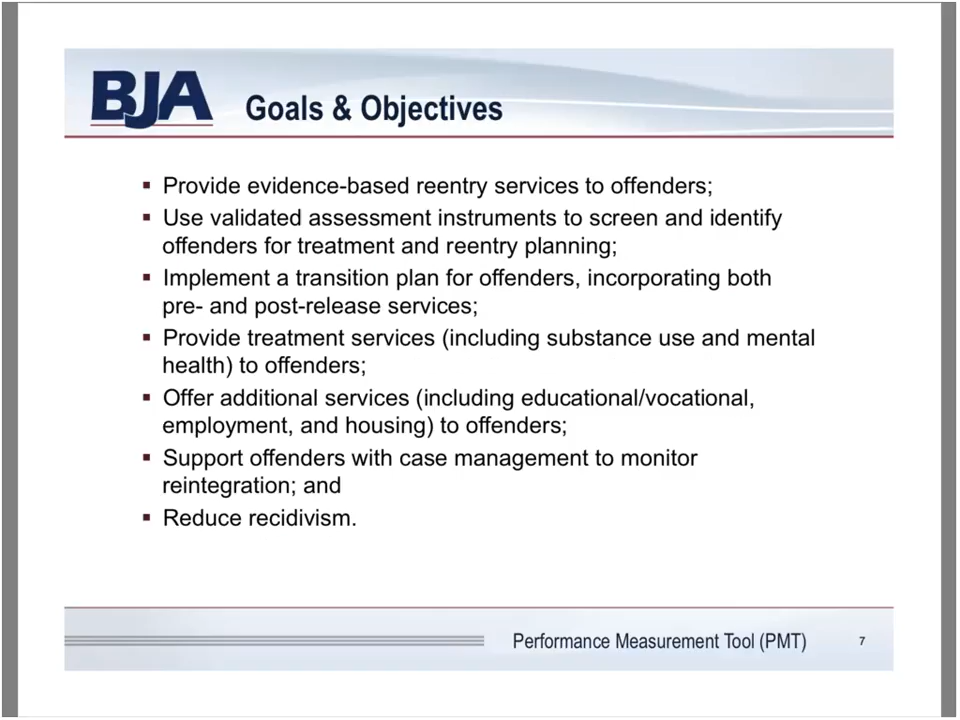 BJA
Goals & Objectives
▪ Provide evidence-based reentry services to offenders;
▪ Use validated assessment instruments to screen and identify
offenders for treatment and reentry planning;
▪ Implement a transition plan for offenders, incorporating both
pre- and post-release services;
▪ Provide treatment services (including substance use and mental
health) to offenders;
▪ Offer additional services (including educational/vocational,
employment, and housing) to offenders;
▪ Support offenders with case management to monitor
reintegration; and
▪ Reduce recidivism.
Performance Measurement Tool (PMT)
7